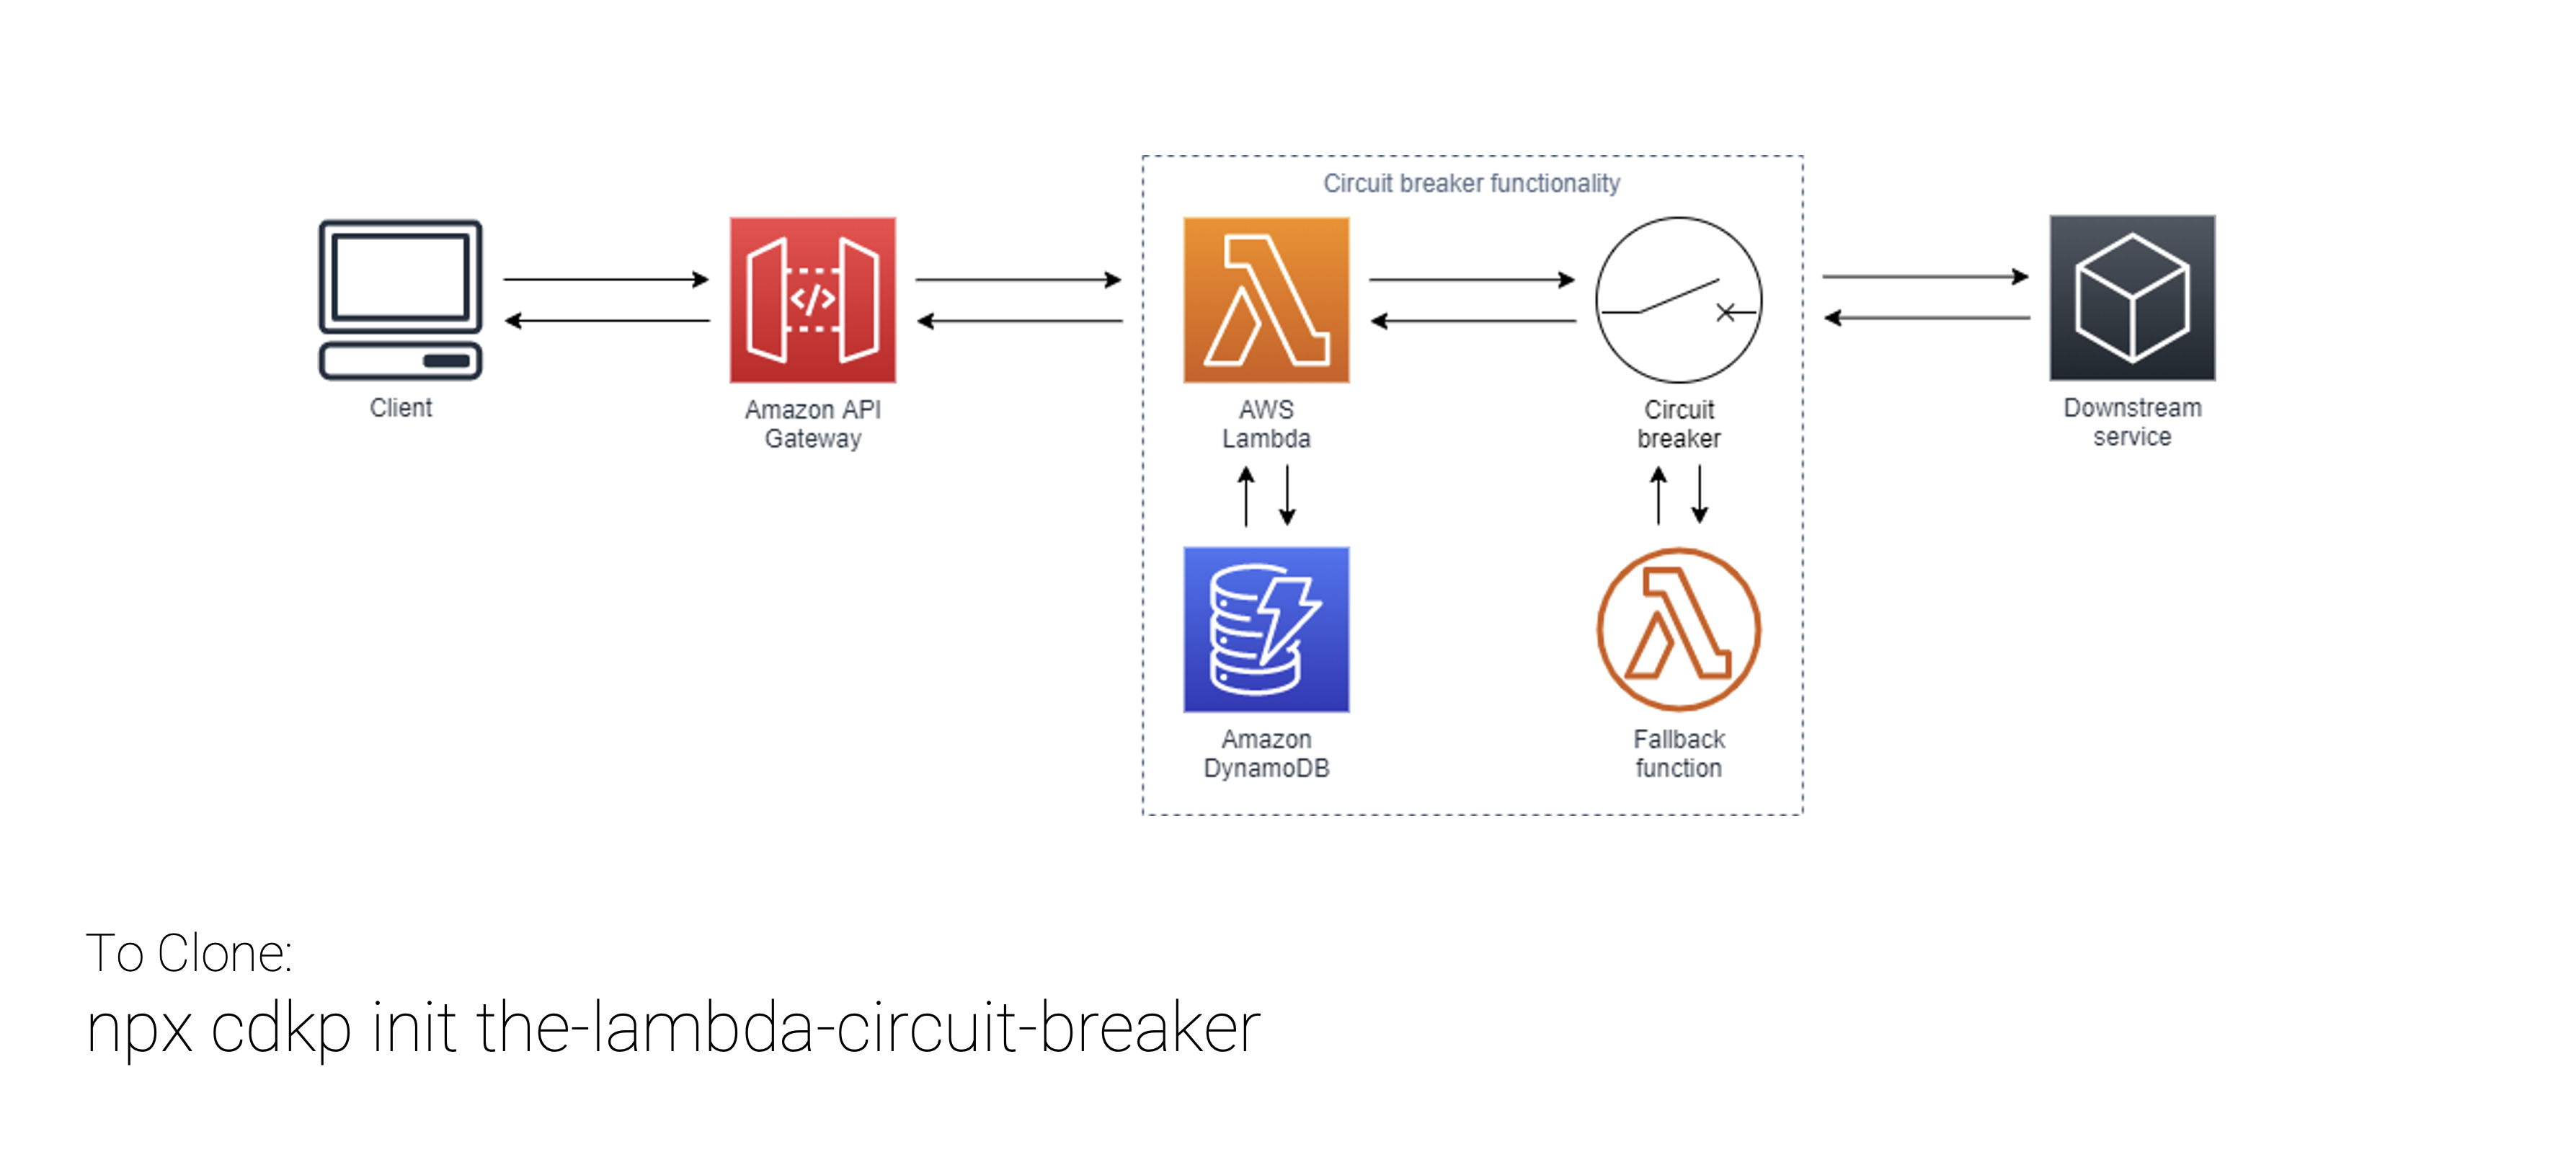 Circuit breaker functionality
</>
Client
Amazon API
Gateway
AWS
Lambda
Circuit
breaker
Downstream
service
Amazon
DynamoDB
Fallback
function
To Clone:
npx cdkp init the-lambda-circuit-breaker